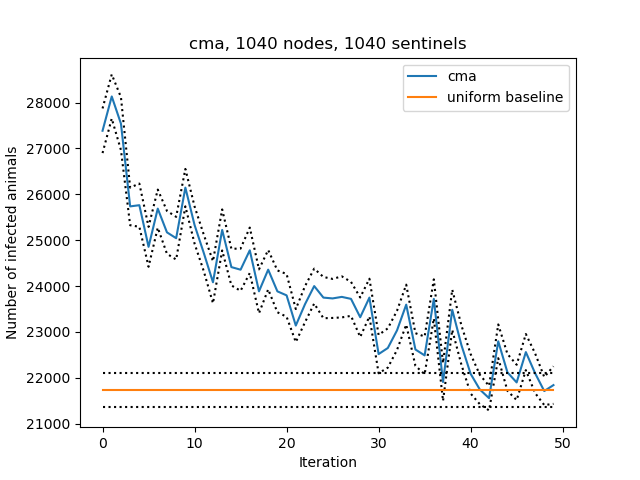 cma, 1040 nodes, 1040 sentinels
cma
uniform baseline
Number of infected animals
28000
27000
26000
25000
24000
23000
22000
21000
0 10 20 30 40 50
Iteration